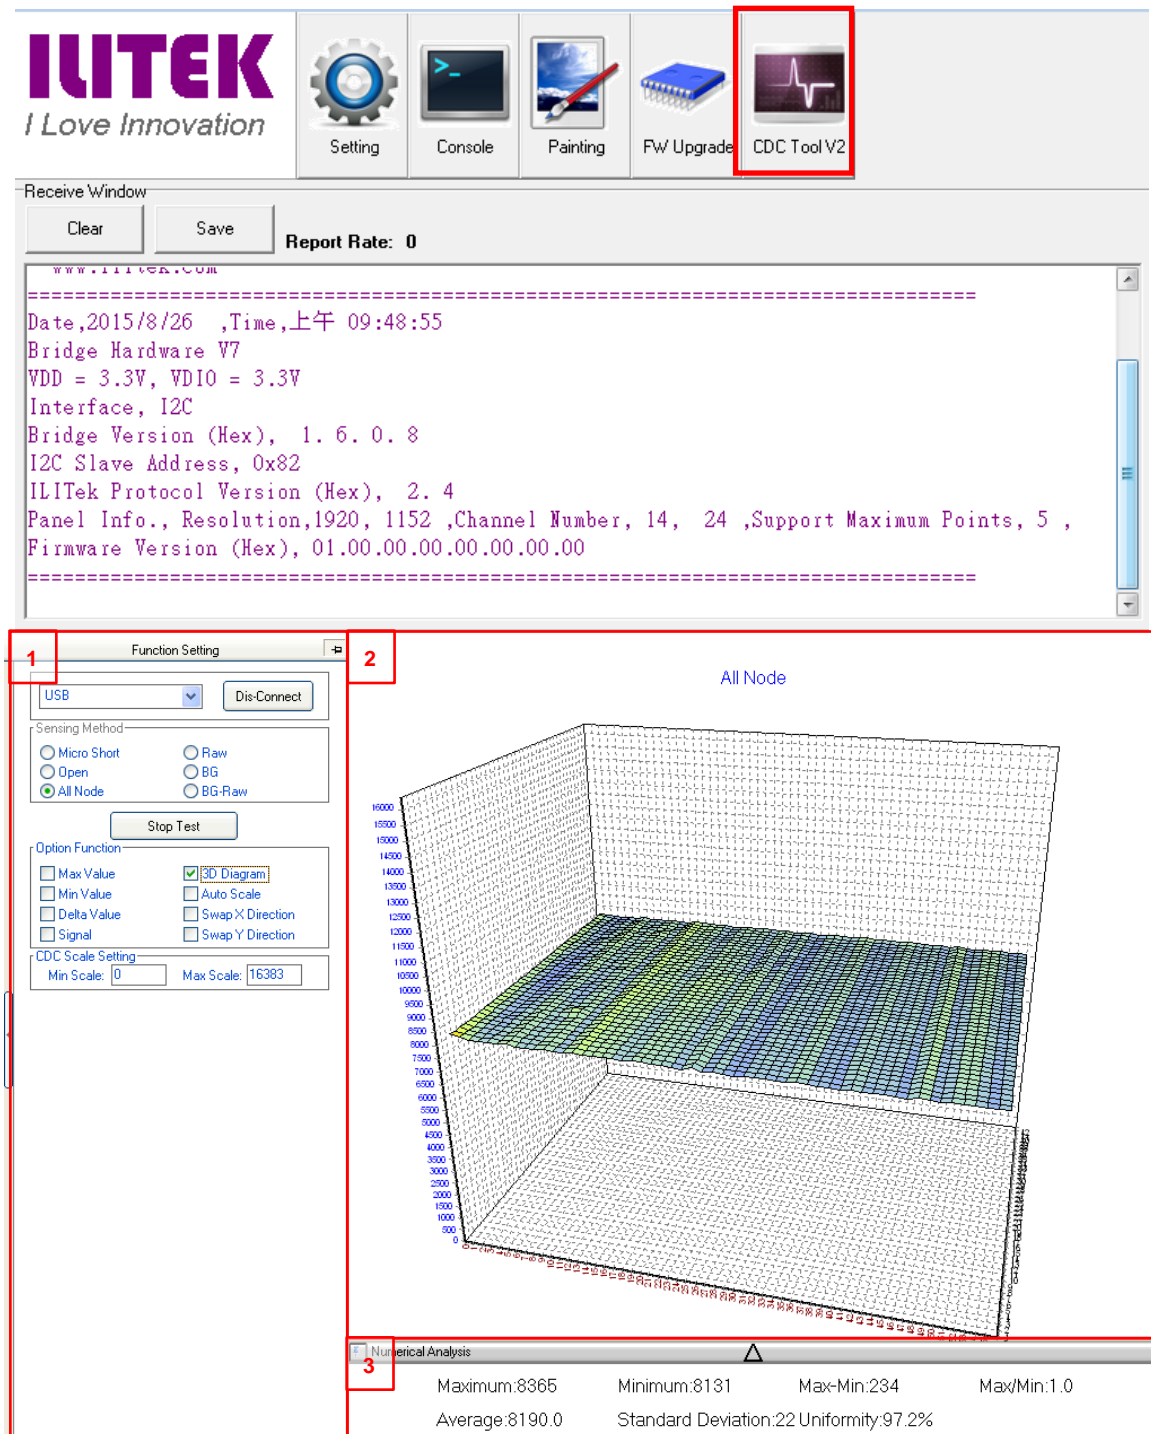 ILITEK
I Love Innovation
Setting
Console
Painting
FW Upgrade
CDC Tool V2
Receive Window
Clear
Save
Report Rate: 0
www.ilitek.com
================================================================================
Date,2015/8/26 ,Time,上午 09:48:55
Bridge Hardware V7
VDD = 3.3V, VDIO = 3.3V
Interface, I2C
Bridge Version (Hex), 1. 6. 0. 8
I2C Slave Address, 0x82
ILITek Protocol Version (Hex), 2. 4
Panel Info., Resolution,1920, 1152 ,Channel Number, 14, 24 ,Support Maximum Points, 5 ,
Firmware Version (Hex), 01.00.00.00.00.00.00.00
================================================================================
1
Function Setting
USB
Dis-Connect
Sensing Method
Micro Short
Raw
Open
BG
All Node
BG-Raw
Stop Test
Option Function
Max Value
3D Diagram
Min Value
Auto Scale
Delta Value
Swap X Direction
Signal
Swap Y Direction
CDC Scale Setting
Min Scale: 0
Max Scale: 16383
2
All Node
16000
15500
15000
14500
14000
13500
13000
12500
12000
11500
11000
10500
10000
9500
9000
8500
8000
7500
7000
6500
6000
5500
5000
4500
4000
3500
3000
2500
2000
1500
1000
500
0
3
Numerical Analysis
Maximum:8365
Minimum:8131
Max-Min:234
Max/Min:1.0
Average:8190.0
Standard Deviation:22
Uniformity:97.2%